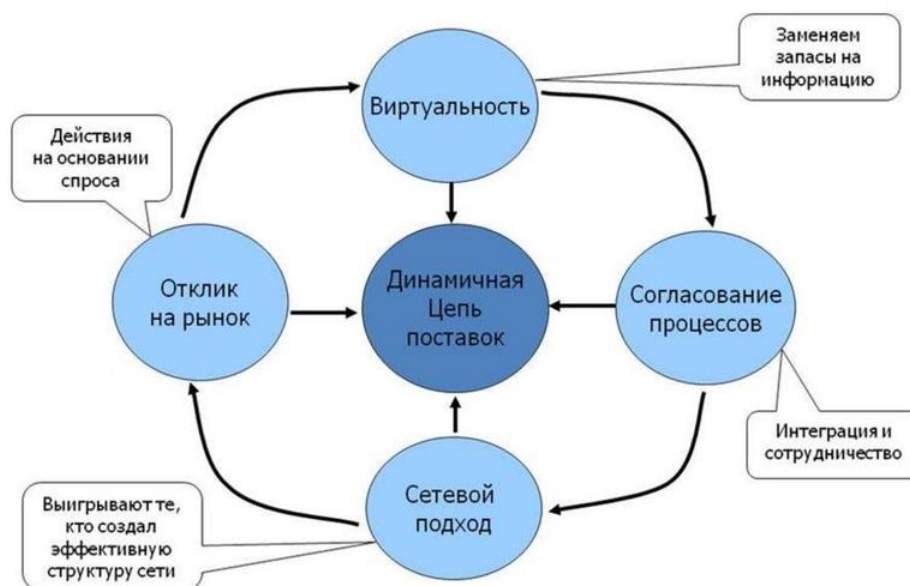 Заменяем
запасы на
информацию
Виртуальность
Действия
на основании
спроса
Отклик
на рынок
Динамичная
Цепь
поставок
Согласование
процессов
Интеграция и
сотрудничество
Сетевой
подход
Выигрывают те,
кто создал
эффективную
структуру сети